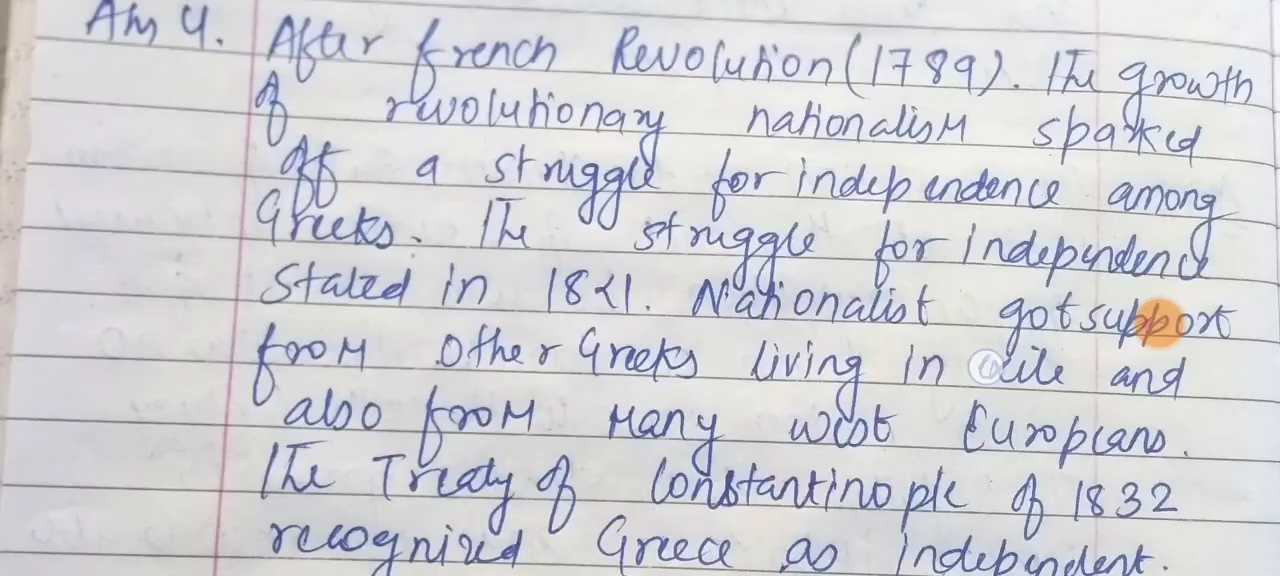 Ans 4. After french Revolution (1789). The growth
of revolutionary nationalism sparked
off a struggle for independence among
Greeks. The struggle for independence
Stated in 1821. Nationalist got support
from other Greeks living in and
also from many west Europeans.
The Treaty of Constantinople of 1832
recognized Greece as independent.